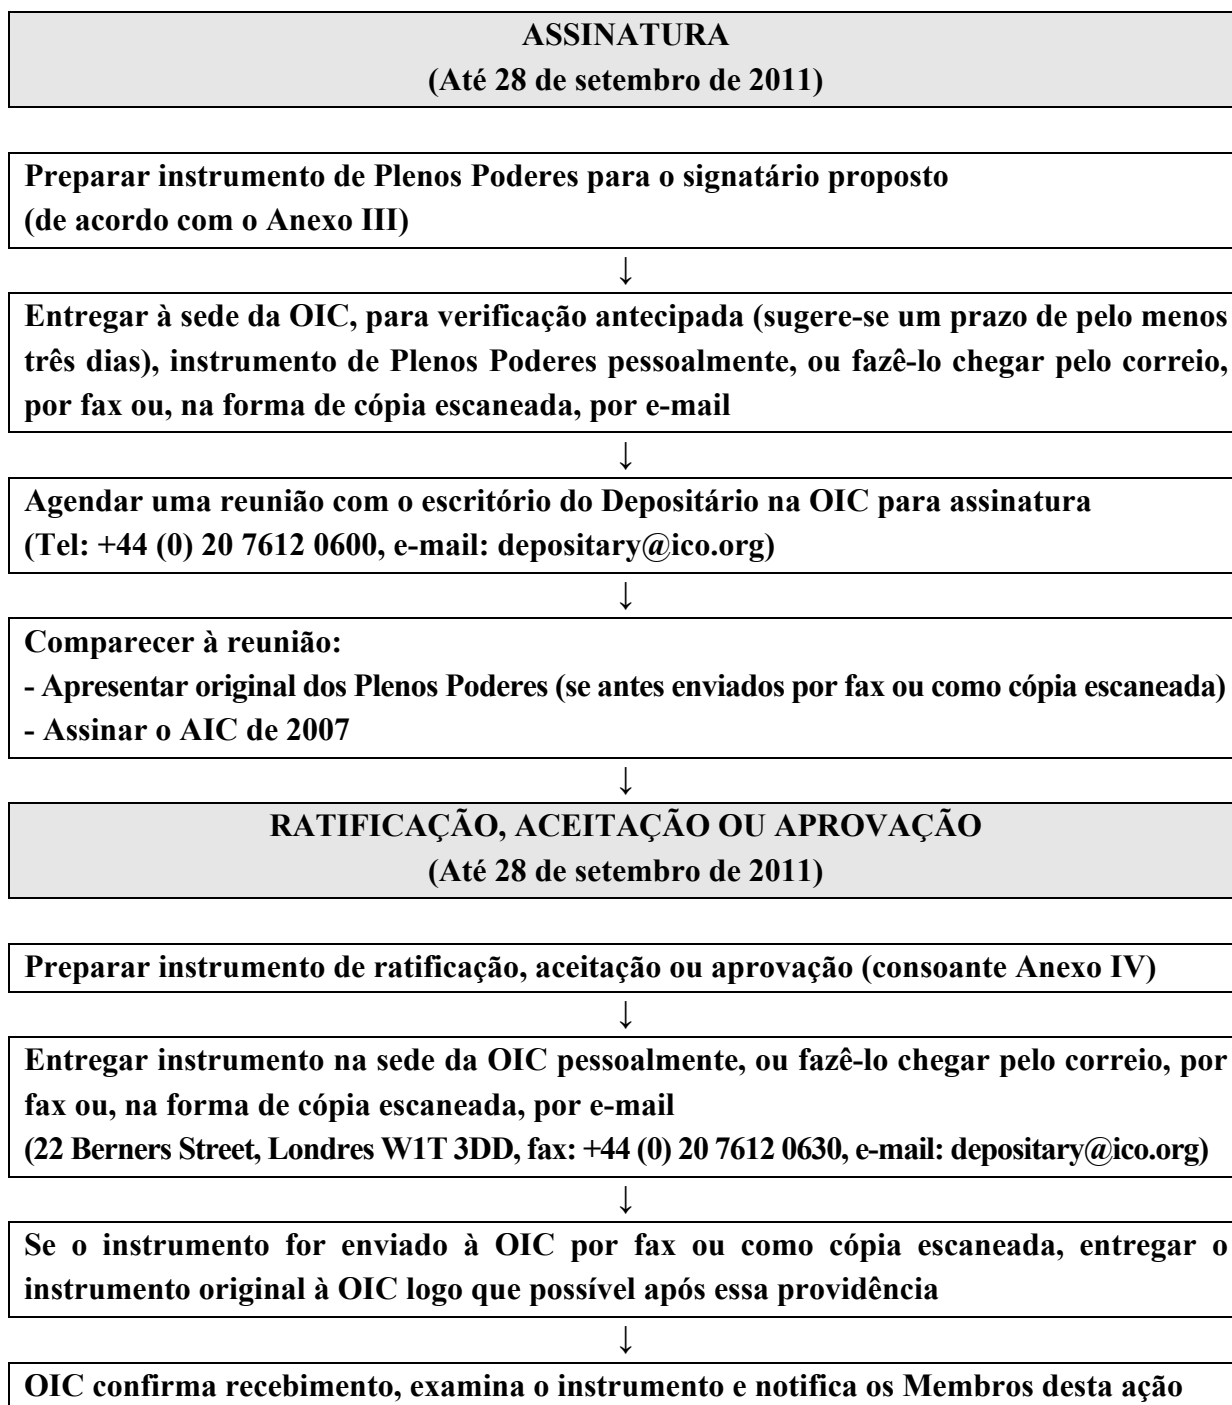 ASSINATURA
(Até 28 de setembro de 2011)
Preparar instrumento de Plenos Poderes para o signatário proposto
(de acordo com o Anexo III)
↓
Entregar à sede da OIC, para verificação antecipada (sugere-se um prazo de pelo menos
três dias), instrumento de Plenos Poderes pessoalmente, ou fazê-lo chegar pelo correio,
por fax ou, na forma de cópia escaneada, por e-mail
↓
Agendar uma reunião com o escritório do Depositário na OIC para assinatura
(Tel: +44 (0) 20 7612 0600, e-mail: depositary@ico.org)
↓
Comparecer à reunião:
- Apresentar original dos Plenos Poderes (se antes enviados por fax ou como cópia escaneada)
- Assinar o AIC de 2007
↓
RATIFICAÇÃO, ACEITAÇÃO OU APROVAÇÃO
(Até 28 de setembro de 2011)
Preparar instrumento de ratificação, aceitação ou aprovação (consoante Anexo IV)
↓
Entregar instrumento na sede da OIC pessoalmente, ou fazê-lo chegar pelo correio, por
fax ou, na forma de cópia escaneada, por e-mail
(22 Berners Street, Londres W1T 3DD, fax: +44 (0) 20 7612 0630, e-mail: depositary@ico.org)
↓
Se o instrumento for enviado à OIC por fax ou como cópia escaneada, entregar o
instrumento original à OIC logo que possível após essa providência
↓
OIC confirma recebimento, examina o instrumento e notifica os Membros desta ação